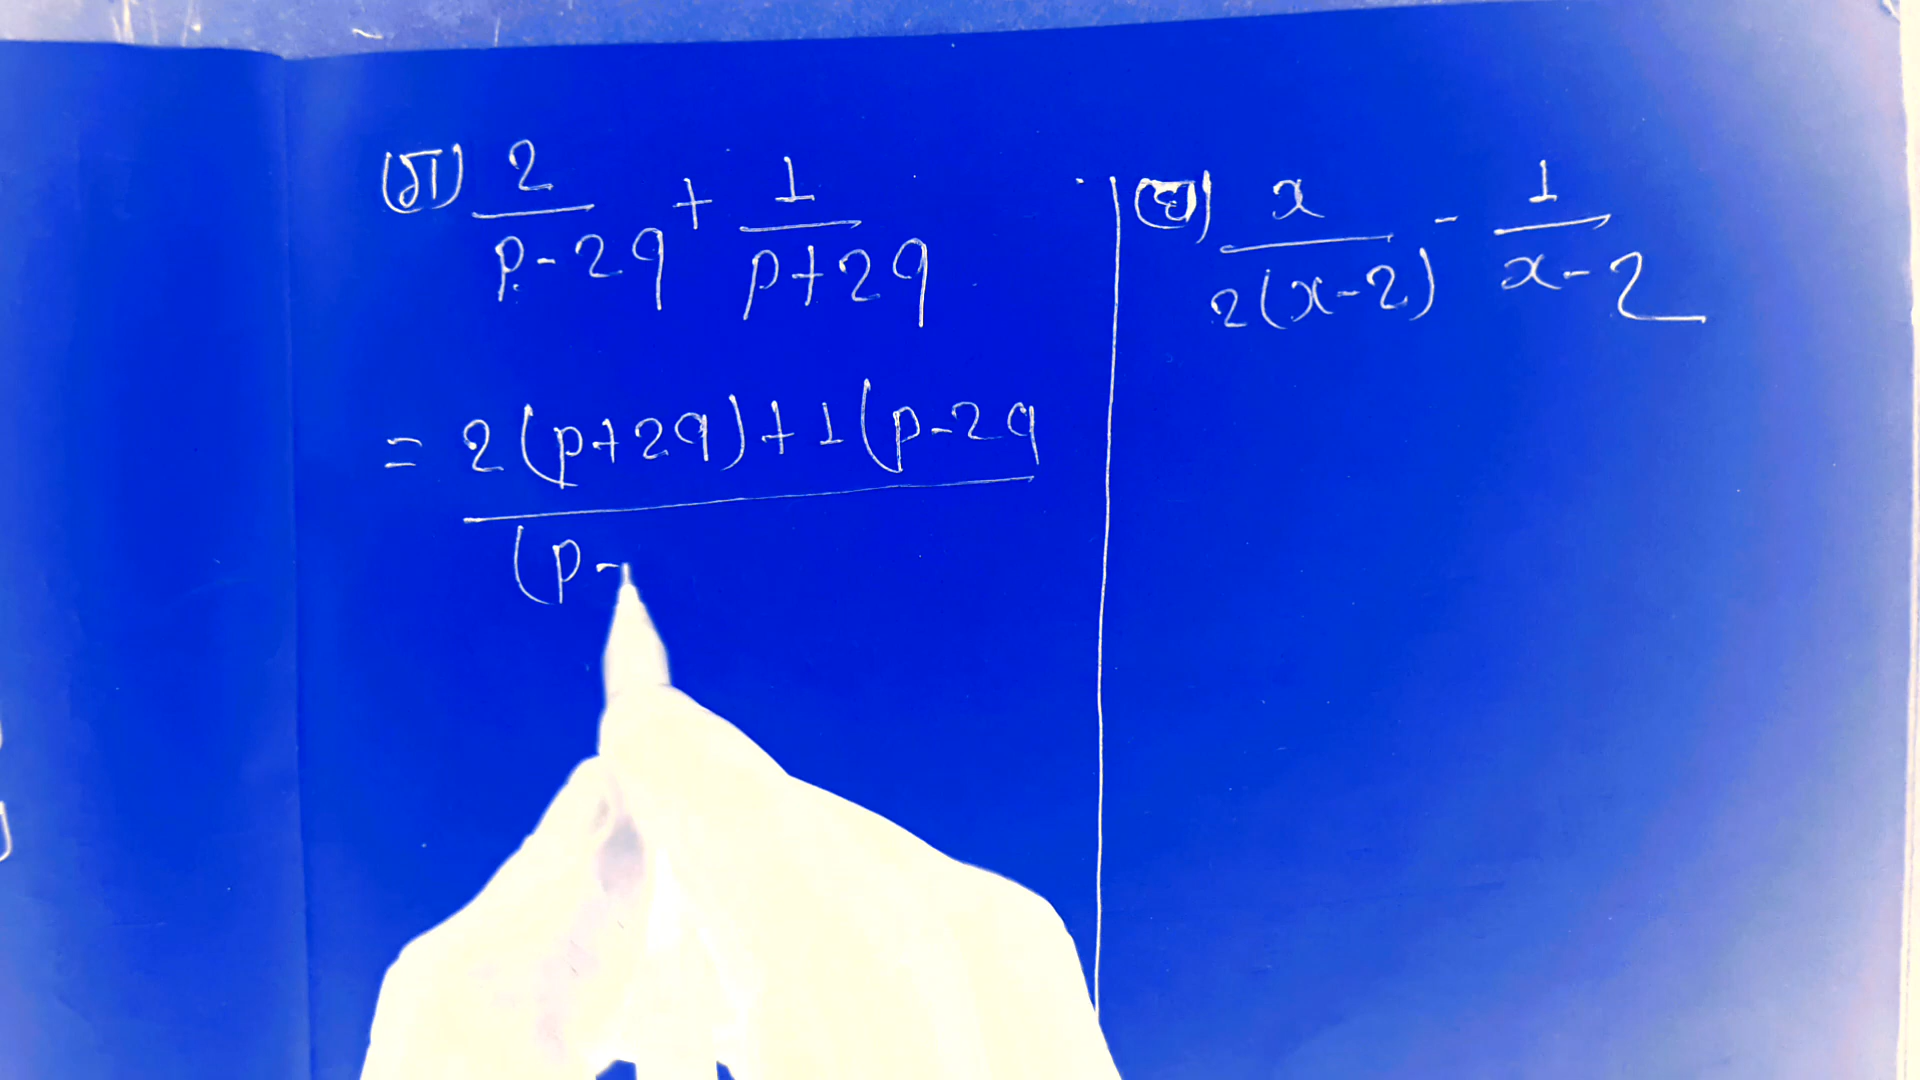 (ग) 2/(p-2q) + 1/(p+2q)
= 2(p+2q)+1(p-2q
(p-
(घ) x/(2(x-2)) - 1/(x-2)